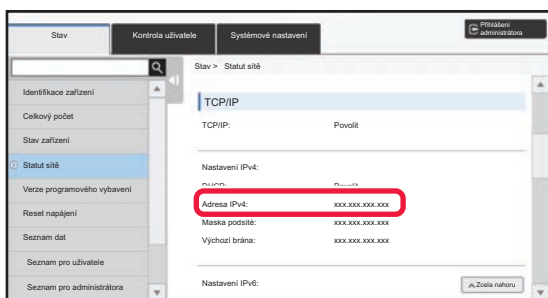 Stav
Kontrola uživatele
Systémové nastavení
Přihlášení
administrátora
Stav > Statut sítě
Identifikace zařízení
Celkový počet
Stav zařízení
Statut sítě
Verze programového vybavení
Reset napájení
Seznam dat
Seznam pro uživatele
Seznam pro administrátora
TCP/IP
TCP/IP: Povolit
Nastavení IPv4:
DHCP: Povolit
Adresa IPv4: xxx.xxx.xxx.xxx
Maska podsítě: xxx.xxx.xxx.xxx
Výchozí brána: xxx.xxx.xxx.xxx
Nastavení IPv6:
Zcela nahoru